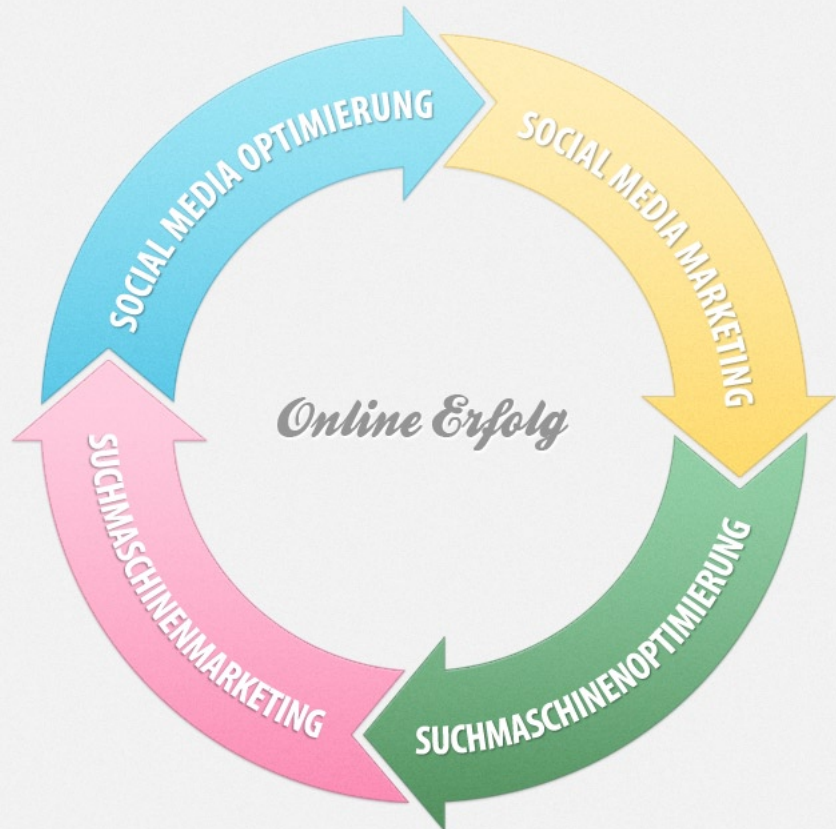 SOCIAL MEDIA OPTIMIERUNG
SOCIAL MEDIA MARKETING
Online Erfolg
SUCHMASCHINENMARKETING
SUCHMASCHINENOPTIMIERUNG